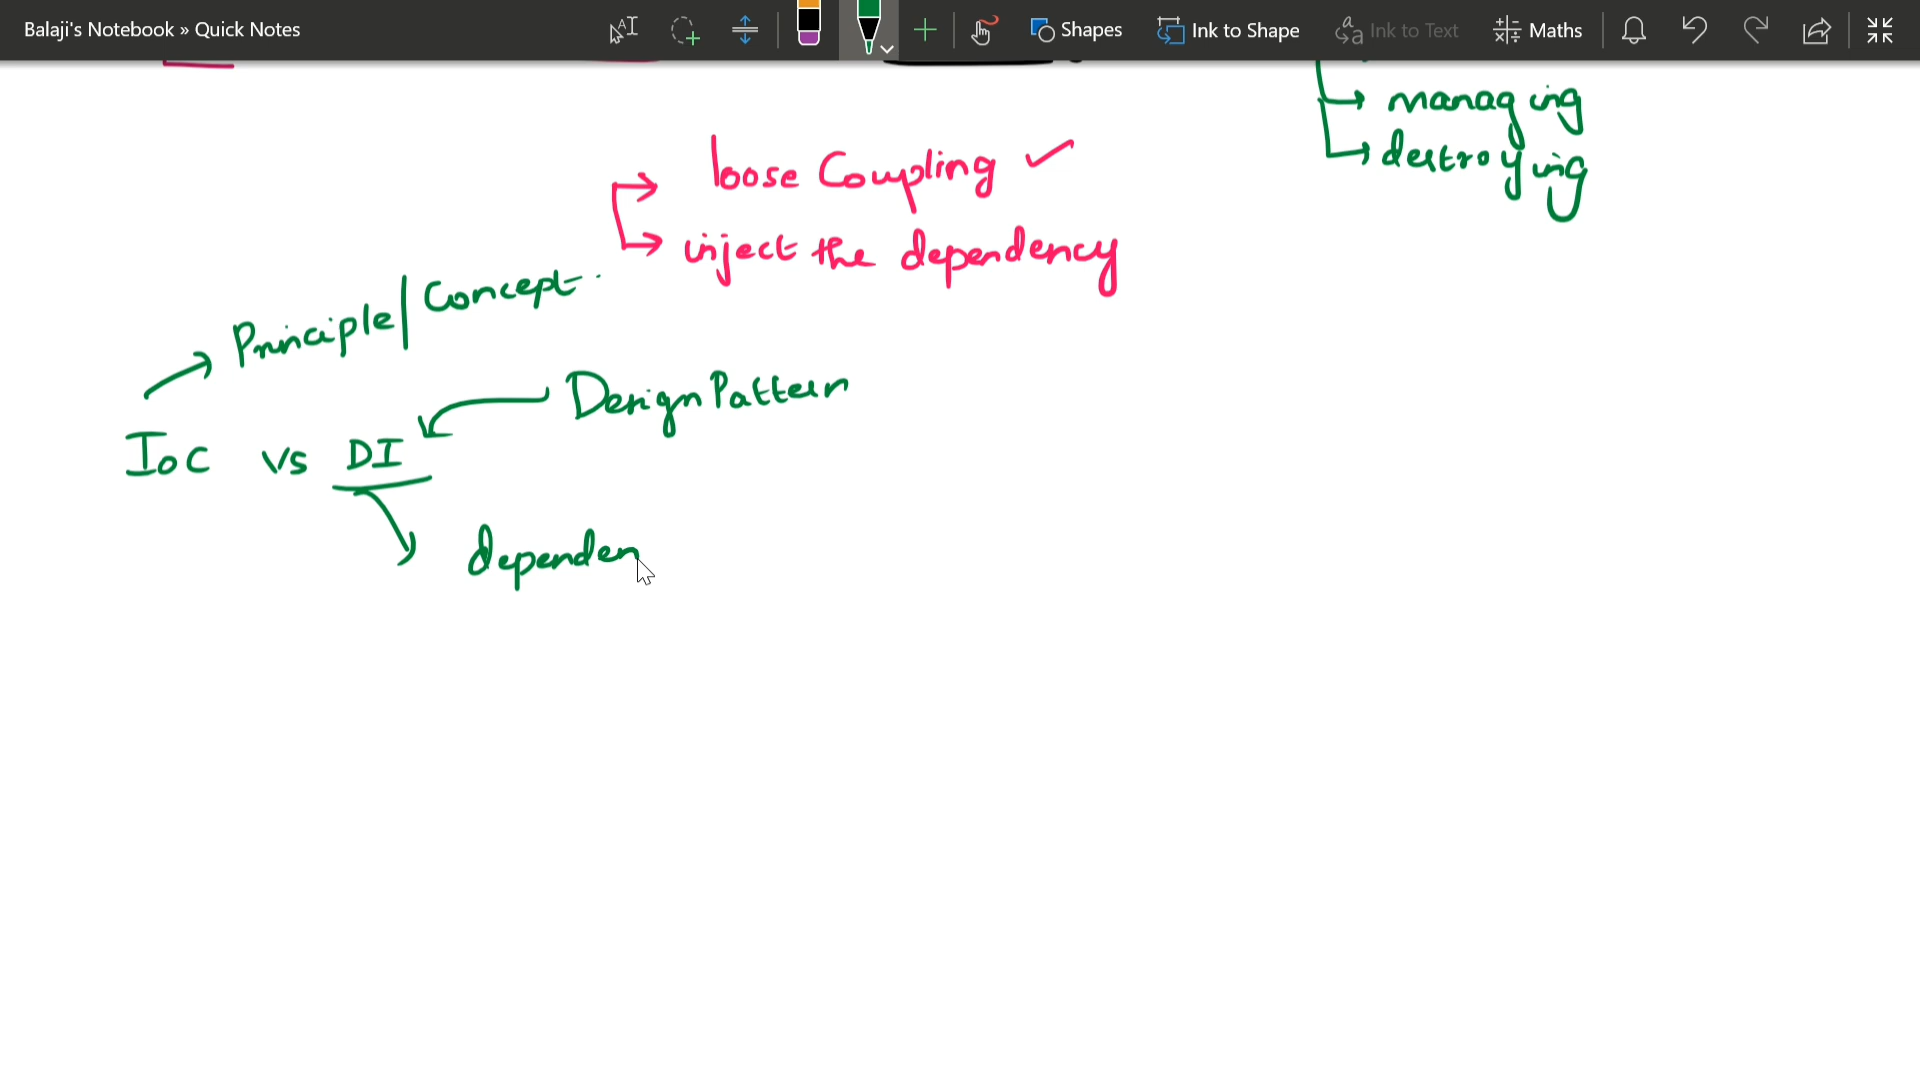 Balaji's Notebook » Quick Notes
Shapes
Ink to Shape
Ink to Text
Maths
managing
destroying
loose Coupling
inject the dependency
Principle/Concept
Design Pattern
IOC vs DI
dependen